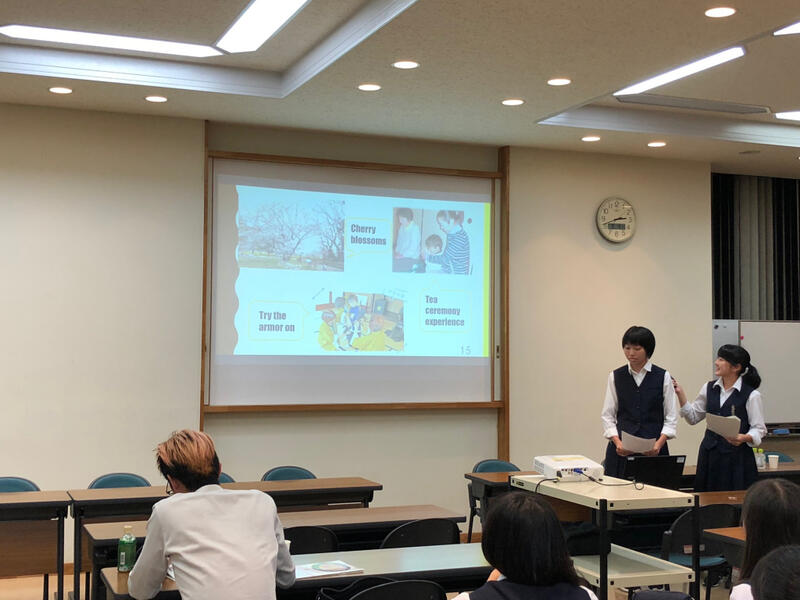 Cherry
blossoms
Try the
armor on
Tea
ceremony
experience
15